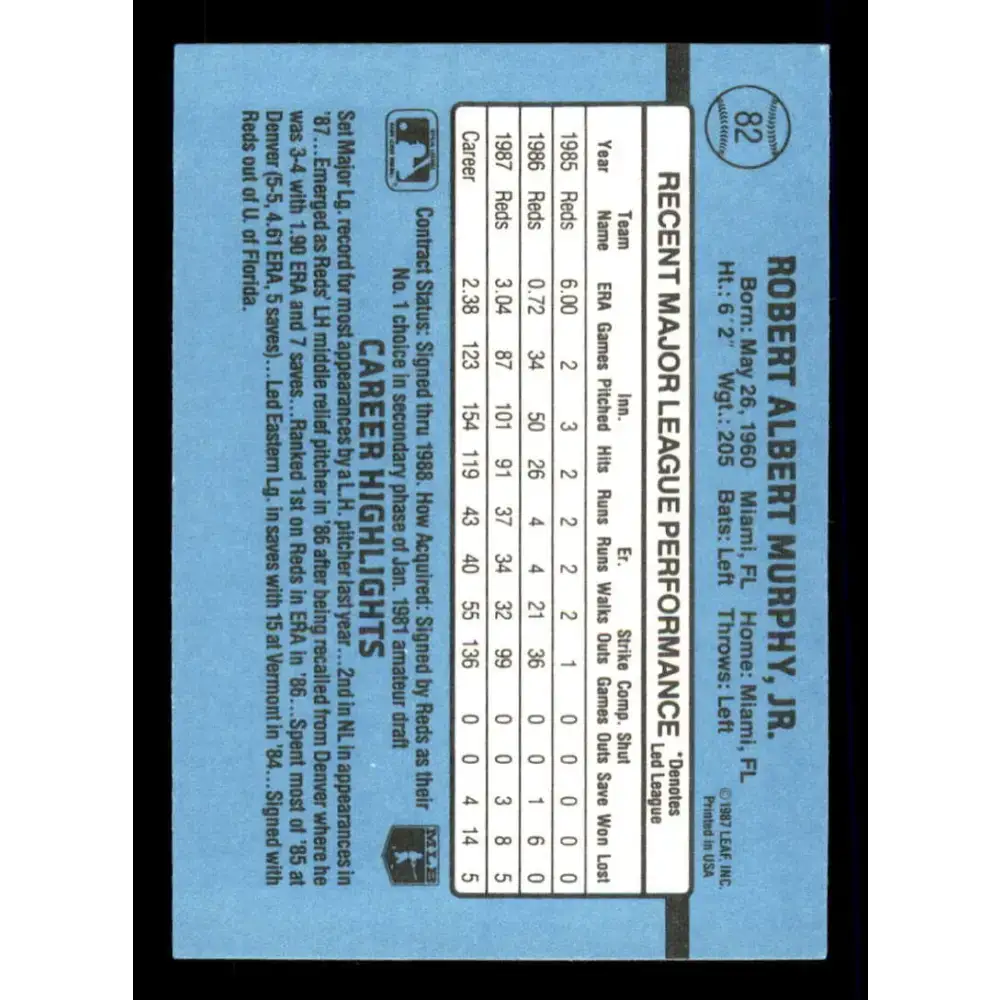 82
ROBERT ALBERT MURPHY, JR.
Born: May 26, 1960 Miami, FL Home: Miami, FL
Ht.: 6'2" Wgt.: 205 Bats: Left Throws: Left
© 1987 LEAF, INC.
Printed in USA
RECENT MAJOR LEAGUE PERFORMANCE
*Denotes
Led League
Team Inn. Er. Strike Comp. Shut
Year Name ERA Games Pitched Hits Runs Runs Walks Outs Games Outs Save Won Lost
1985 Reds 6.00 2 3 2 2 2 2 1 0 0 0 0 0
1986 Reds 0.72 34 50 26 4 4 21 36 0 0 1 6 0
1987 Reds 3.04 87 101 91 37 34 32 99 0 0 3 8 5
Career 2.38 123 154 119 43 40 55 136 0 0 4 14 5
Contract Status: Signed thru 1988. How Acquired: Signed by Reds as their
No. 1 choice in secondary phase of Jan. 1981 amateur draft
MLB
CAREER HIGHLIGHTS
Set Major Lg. record for most appearances by a L.H. pitcher last year...2nd in NL in appearances in
'87...Emerged as Reds' LH middle relief pitcher in '86 after being recalled from Denver where he
was 3-4 with 1.90 ERA and 7 saves...Ranked 1st on Reds in ERA in '86...Spent most of '85 at
Denver (5-5, 4.61 ERA, 5 saves)...Led Eastern Lg. in saves with 15 at Vermont in '84...Signed with
Reds out of U. of Florida.